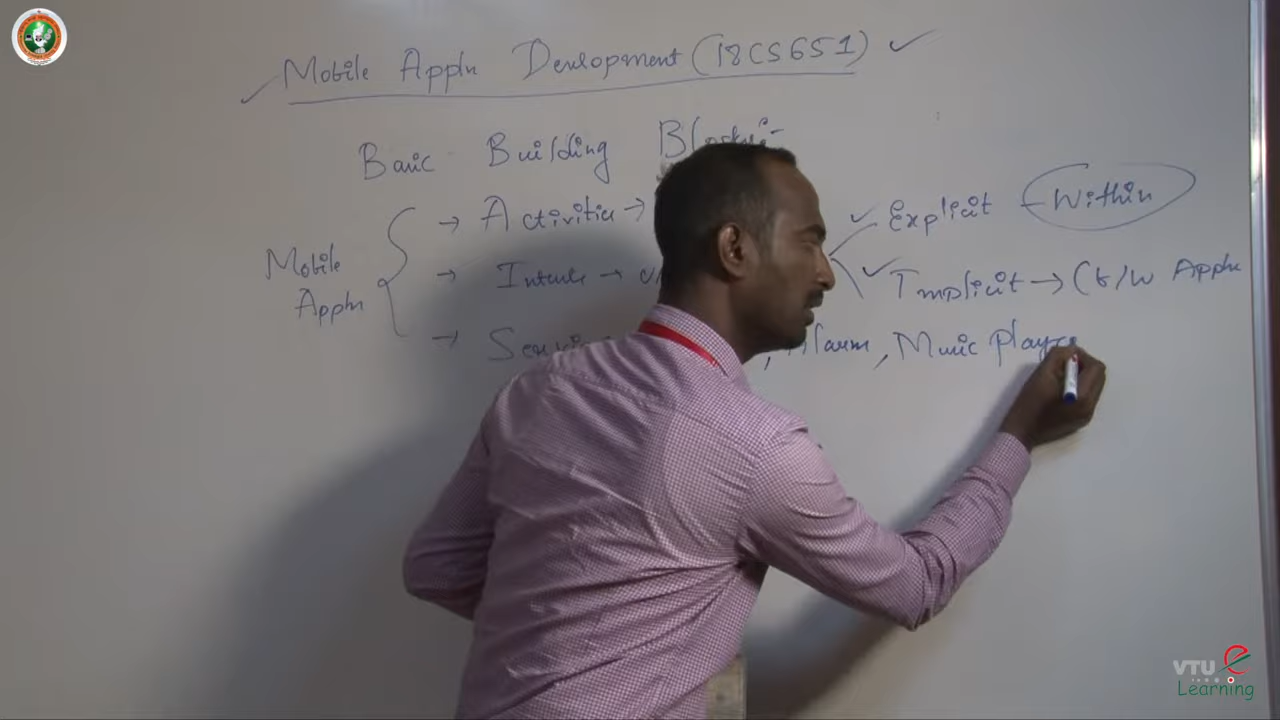 Mobile Appln Development (18CS651)
Basic Building Blocks:-
→ Activities →
Explicit - Within
Mobile Appln
→ Intents →
Implicit → (b/w Appln
→ Alarm, Music player
VTU e Learning